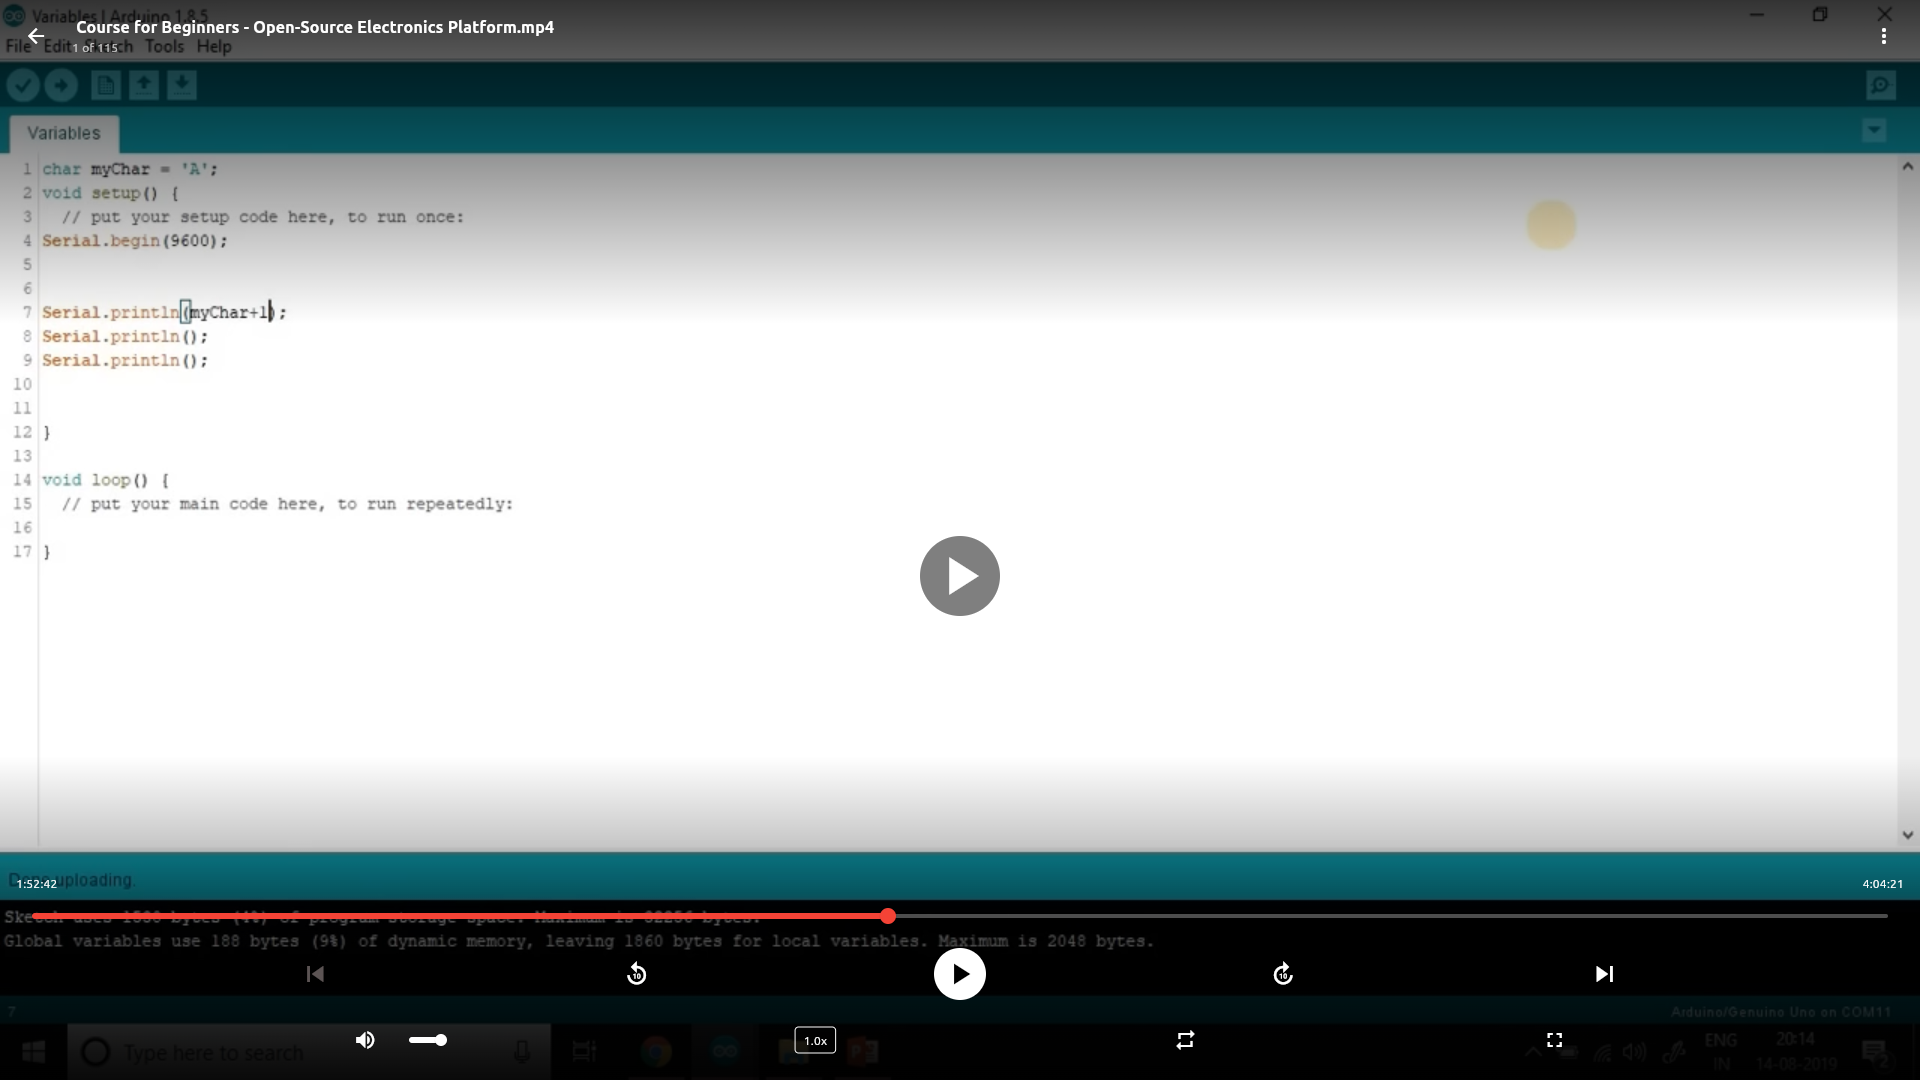 Variables | Arduino 1.8.5
Course for Beginners - Open-Source Electronics Platform.mp4
1 of 115
File Edit Sketch Tools Help
Variables
1 char myChar = 'A';
2 void setup() {
3 // put your setup code here, to run once:
4 Serial.begin(9600);
5
6
7 Serial.println(myChar+1);
8 Serial.println();
9 Serial.println();
10
11
12 }
13
14 void loop() {
15 // put your main code here, to run repeatedly:
16
17 }
Done uploading.
1:52:42
4:04:21
Sketch uses 1500 bytes (4%) of program storage space. Maximum is 32256 bytes.
Global variables use 188 bytes (9%) of dynamic memory, leaving 1860 bytes for local variables. Maximum is 2048 bytes.
10
10
7
Arduino/Genuino Uno on COM11
1.0x
Type here to search
ENG
IN
20:14
14-08-2019
2